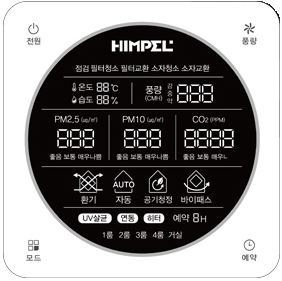 전원
풍량
HIMPEL
점검 필터청소 필터교환 소자청소 소자교환
온도 88℃
습도 88%
풍량
(CMH)
강
중
약
888
PM2.5 (㎍/㎥)
PM10 (㎍/㎥)
CO2 (PPM)
888
888
8888
좋음 보통 매우나쁨
좋음 보통 매우나쁨
좋음 보통 매우나
AUTO
환기
자동
공기청정
바이패스
UV살균
연동
히터
예약 8H
1룸 2룸 3룸 4룸 거실
모드
예약